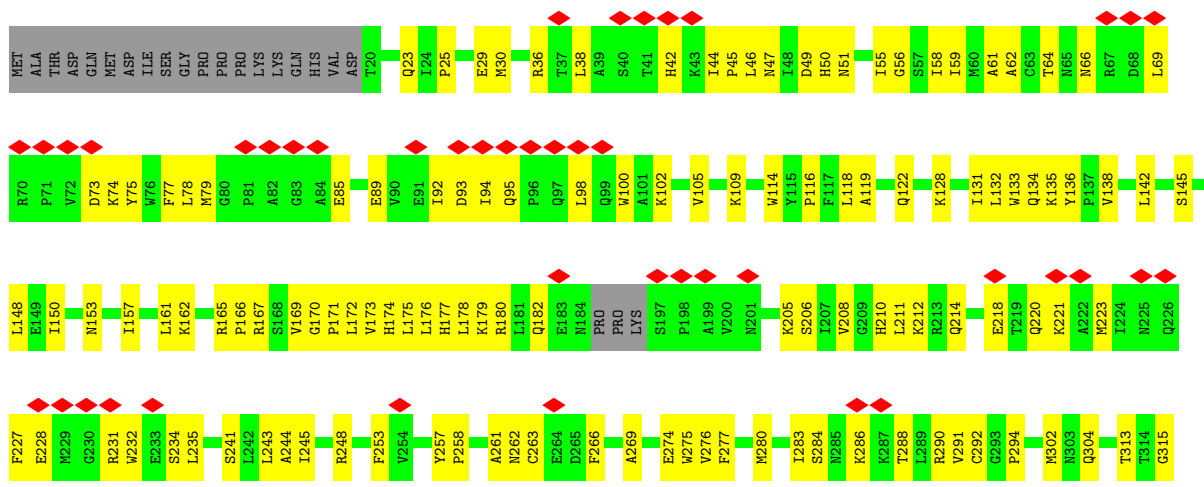 MET ALA THR ASP GLN MET ASP ILE SER GLY PRO PRO PRO LYS LYS GLN HIS VAL ASP T20 Q23 I24 P25 E29 M30 R36 T37 L38 A39 S40 T41 H42 K43 I44 P45 L46 N47 I48 D49 H50 N51 I55 G56 S57 I58 I59 M60 A61 A62 C63 T64 N65 N66 R67 D68 L69
R70 P71 V72 D73 K74 Y75 W76 F77 L78 M79 G80 P81 A82 G83 A84 E85 E89 V90 E91 I92 D93 I94 Q95 P96 Q97 L98 Q99 W100 A101 K102 V105 K109 W114 Y115 P116 F117 L118 A119 Q122 K128 I131 L132 W133 Q134 K135 Y136 P137 V138 L142 S145
L148 E149 I150 N153 I157 L161 K162 R165 P166 R167 S168 V169 G170 P171 L172 V173 H174 L175 L176 H177 L178 K179 R180 L181 Q182 E183 N184 PRO PRO LYS S197 P198 A199 V200 N201 K205 S206 I207 V208 G209 H210 L211 K212 R213 Q214 E218 T219 Q220 K221 A222 M223 I224 N225 Q226
F227 E228 M229 G230 R231 W232 E233 S234 L235 S241 L242 L243 A244 I245 R248 F253 V254 Y257 P258 A261 N262 C263 E264 D265 F266 A269 E274 W275 V276 F277 M280 I283 S284 N285 K286 K287 T288 L289 R290 V291 C292 G293 P294 M302 N303 Q304 T313 T314 G315